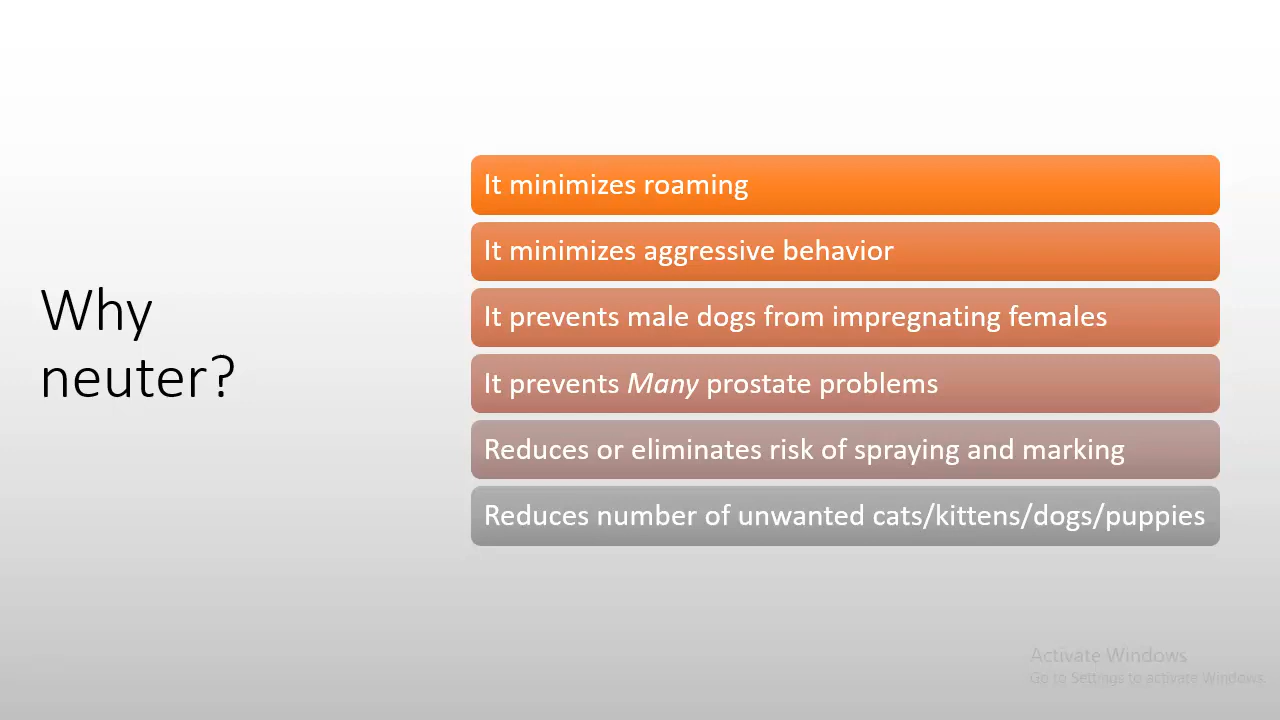 Why
neuter?
It minimizes roaming
It minimizes aggressive behavior
It prevents male dogs from impregnating females
It prevents Many prostate problems
Reduces or eliminates risk of spraying and marking
Reduces number of unwanted cats/kittens/dogs/puppies
Activate Windows
Go to Settings to activate Windows.